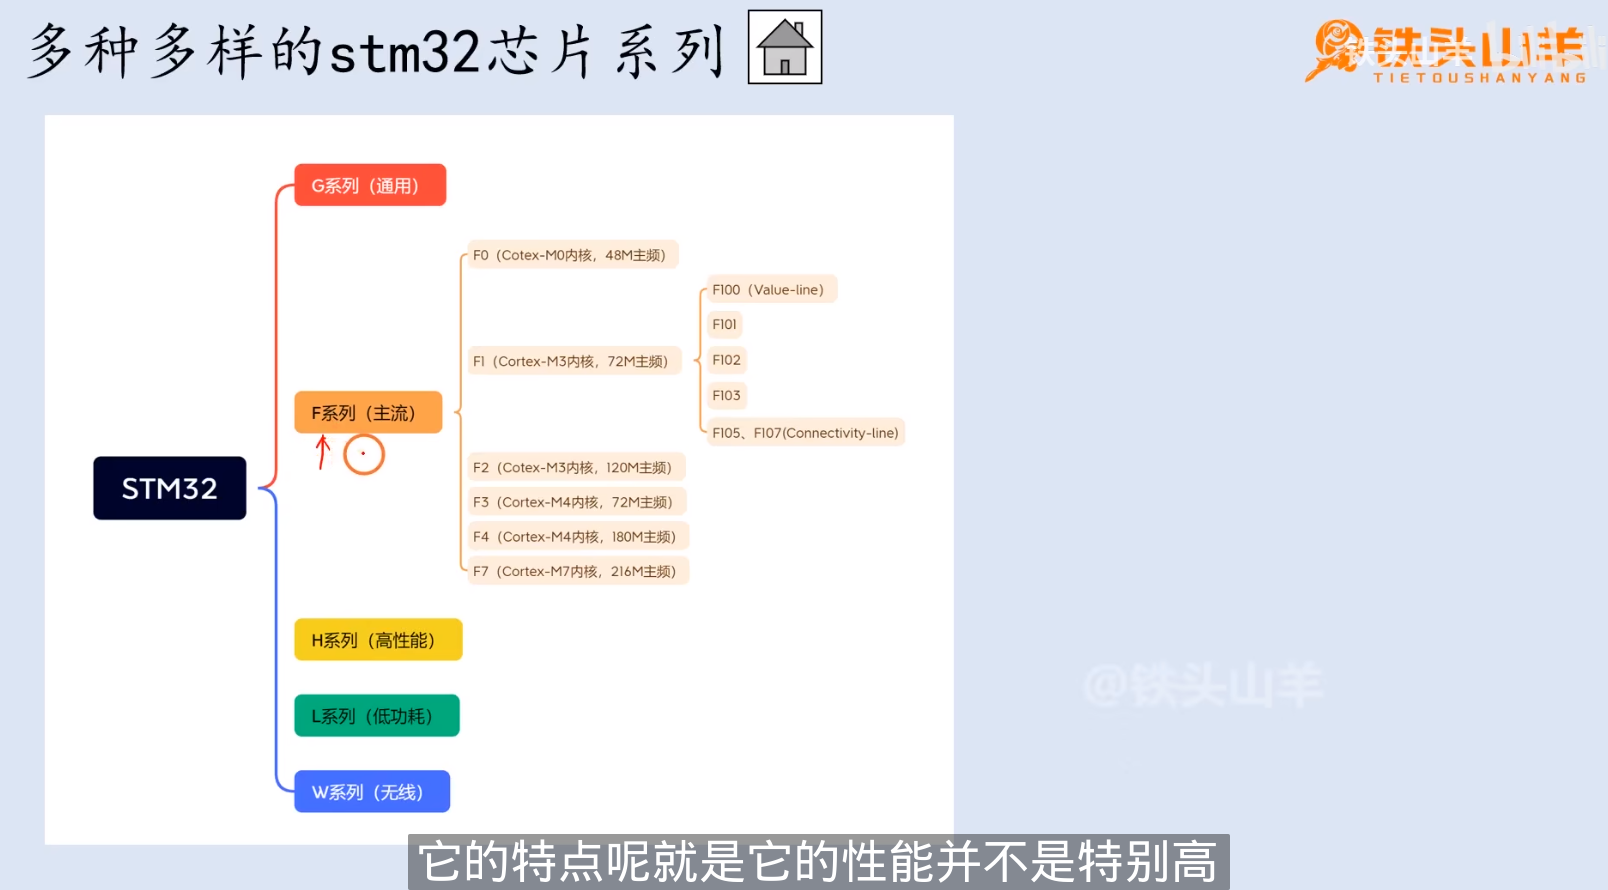 多种多样的stm32芯片系列
铁头山羊
TIETOUSHANYANG
铁头山羊
G系列（通用）
F0（Cotex-M0内核，48M主频）
F100（Value-line）
F101
F1（Cortex-M3内核，72M主频）
F102
F103
F系列（主流）
F105、F107(Connectivity-line)
F2（Cotex-M3内核，120M主频）
STM32
F3（Cortex-M4内核，72M主频）
F4（Cortex-M4内核，180M主频）
F7（Cortex-M7内核，216M主频）
H系列（高性能）
@铁头山羊
L系列（低功耗）
W系列（无线）
它的特点呢就是它的性能并不是特别高